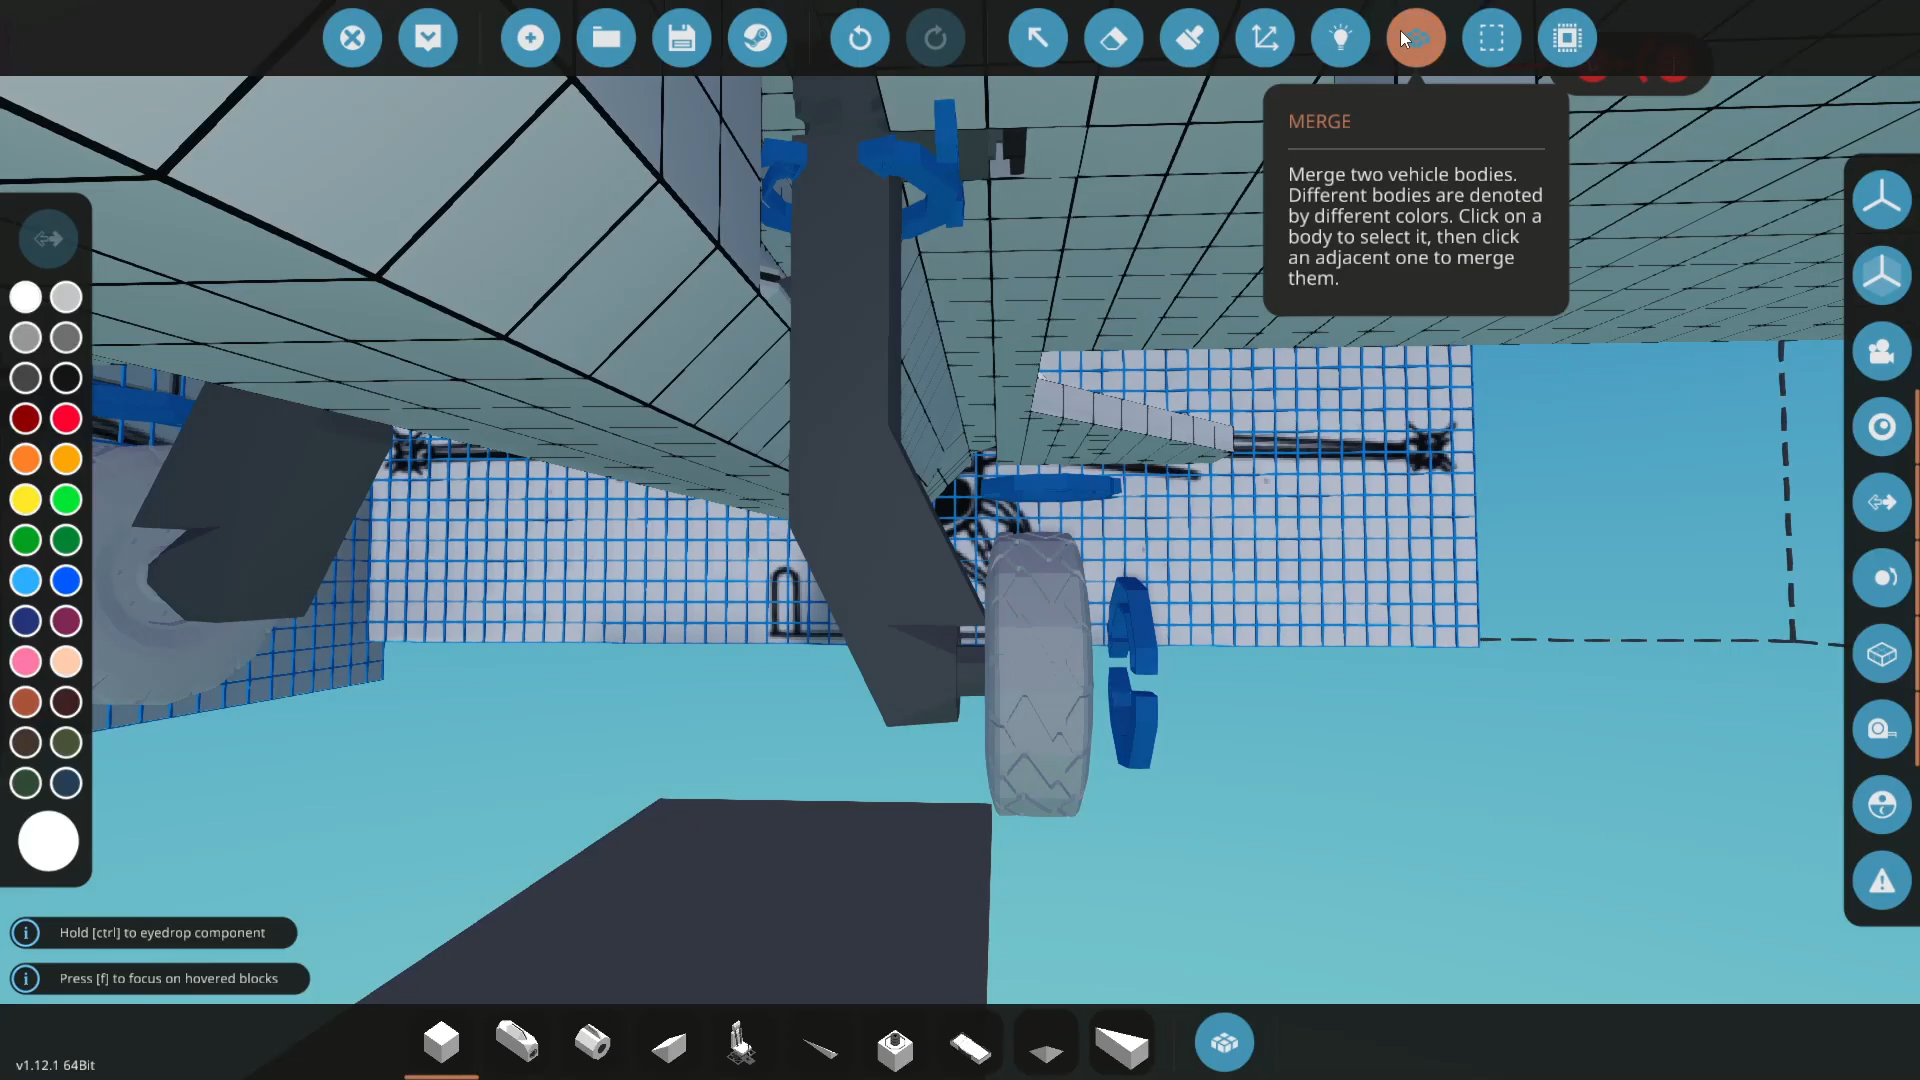 MERGE
Merge two vehicle bodies.
Different bodies are denoted
by different colors. Click on a
body to select it, then click
an adjacent one to merge
them.
Hold [ctrl] to eyedrop component
Press [f] to focus on hovered blocks
v1.12.1 64Bit